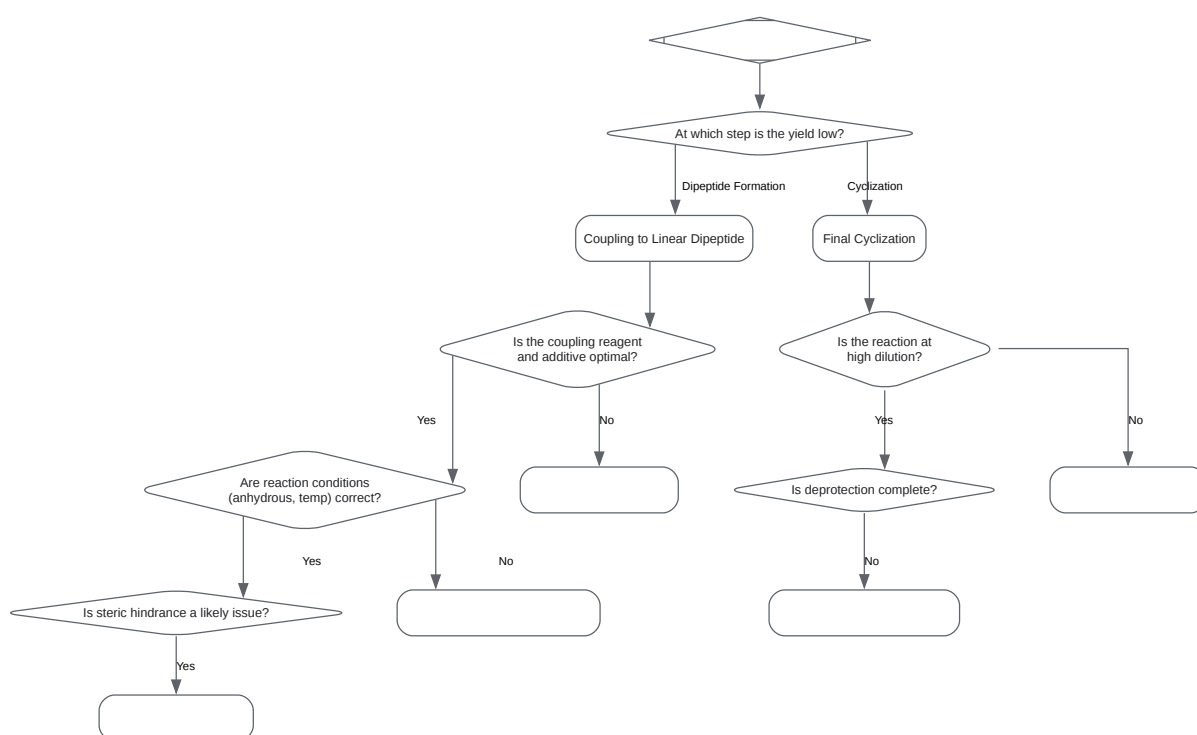 At which step is the yield low?
Dipeptide Formation
Cyclization
Coupling to Linear Dipeptide
Final Cyclization
Is the coupling reagent
and additive optimal?
Is the reaction at
high dilution?
Yes
No
Yes
No
Are reaction conditions
(anhydrous, temp) correct?
Is deprotection complete?
Yes
No
No
Is steric hindrance a likely issue?
Yes